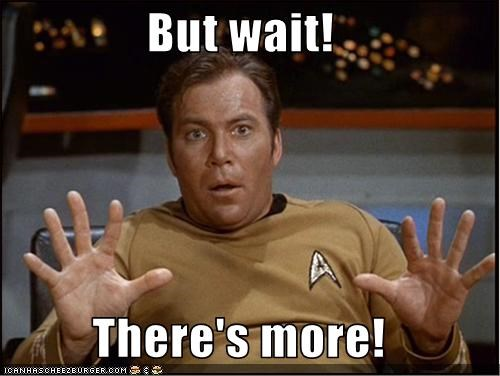 But wait!
There's more!
ICANHASCHEEZBURGER.COM